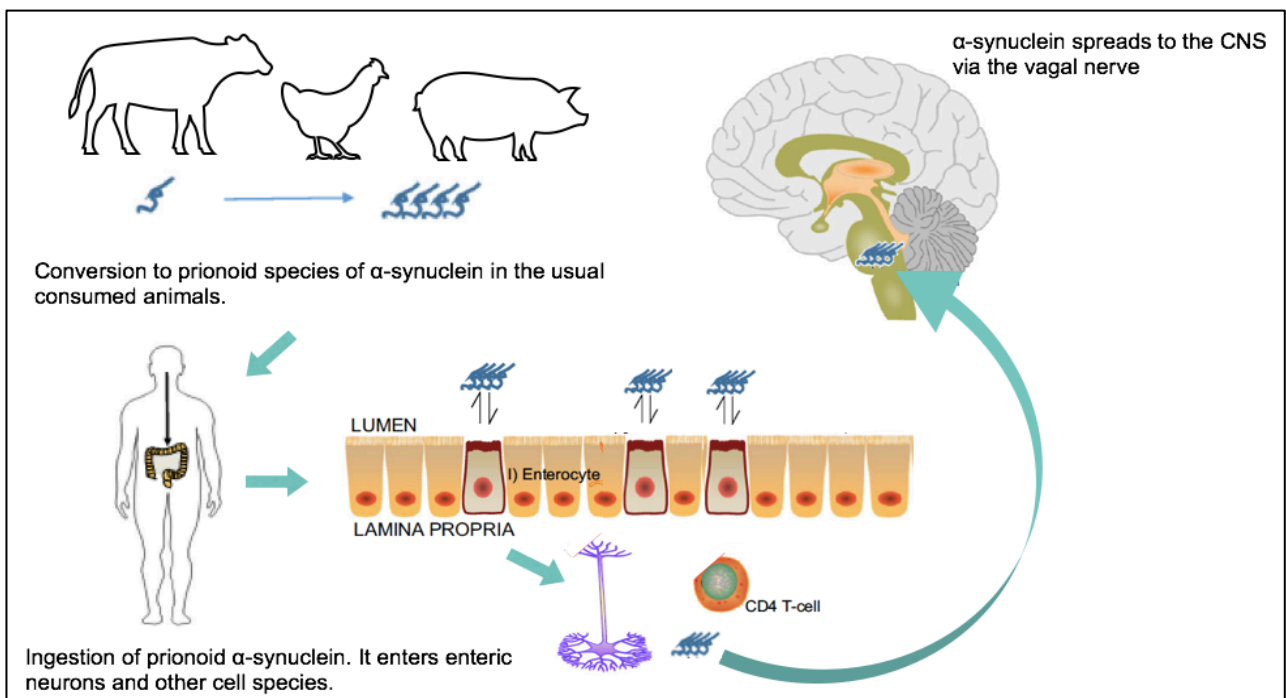 α-synuclein spreads to the CNS
via the vagal nerve
Conversion to prionoid species of α-synuclein in the usual
consumed animals.
LUMEN
I) Enterocyte
LAMINA PROPRIA
CD4 T-cell
Ingestion of prionoid α-synuclein. It enters enteric
neurons and other cell species.